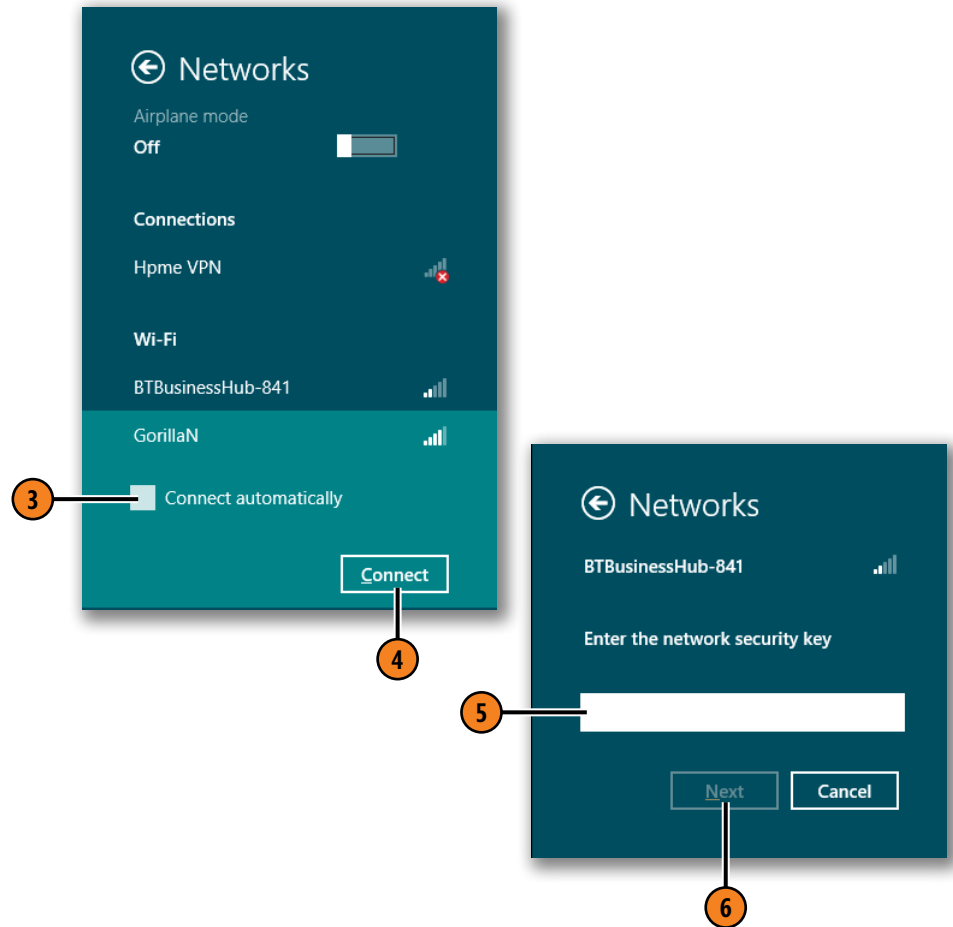 Networks
Airplane mode
Off
Connections
Hpme VPN
Wi-Fi
BTBusinessHub-841
GorillaN
3
Connect automatically
Connect
4
Networks
BTBusinessHub-841
Enter the network security key
5
Next Cancel
6